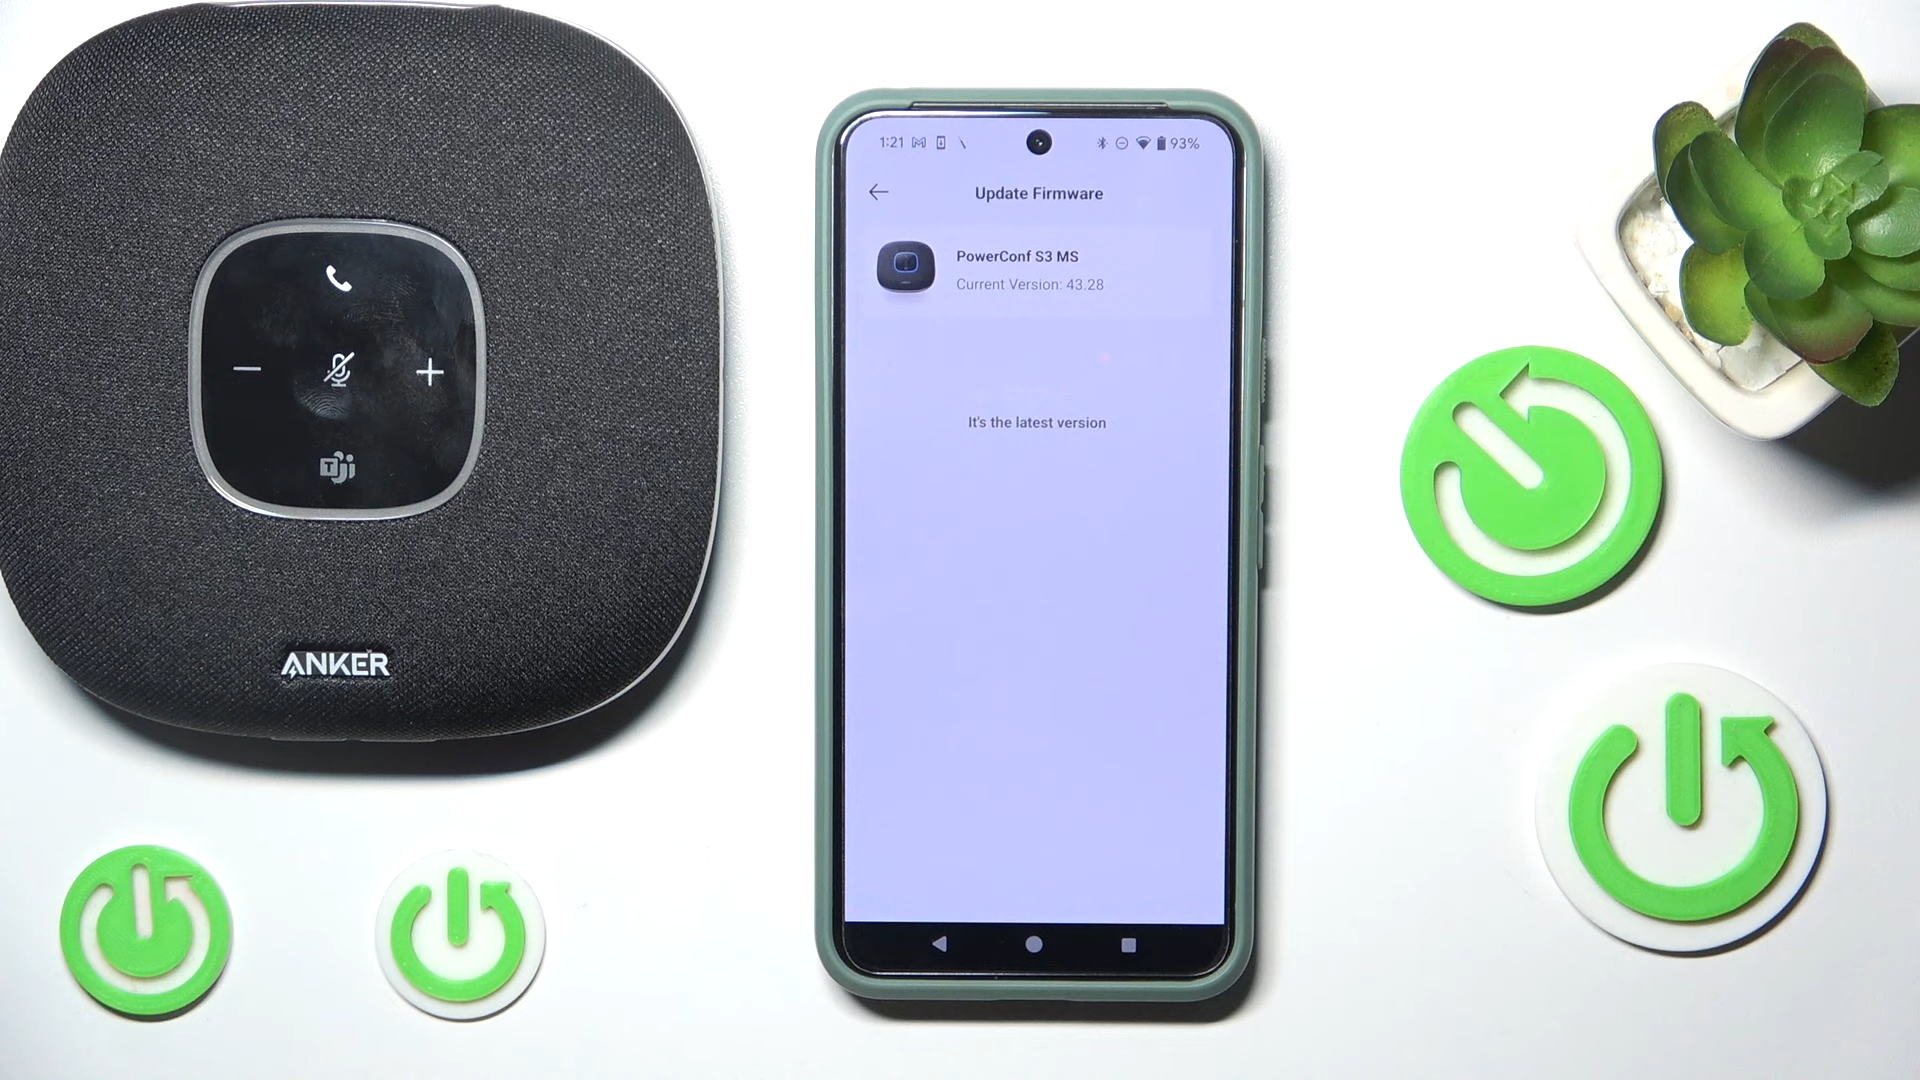 1:21
93%
Update Firmware
PowerConf S3 MS
Current Version: 43.28
It's the latest version
T
ANKER